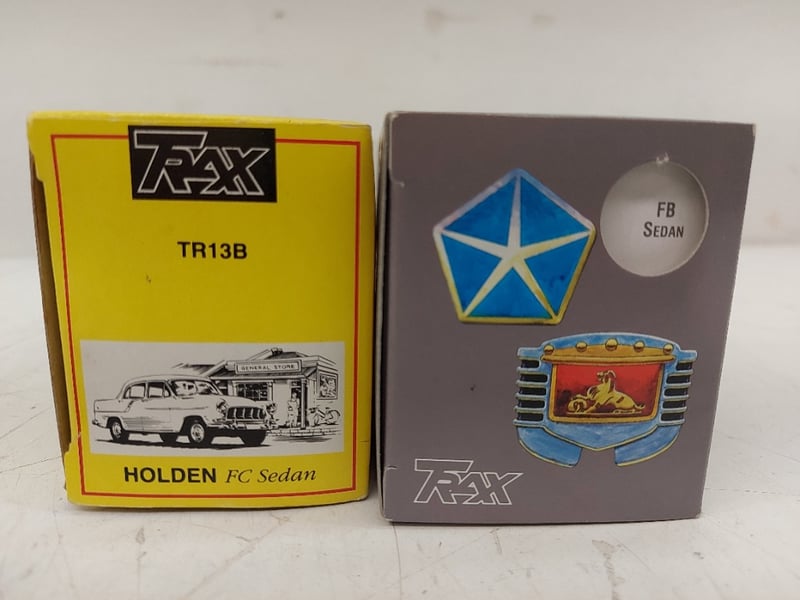 TRAX
TR13B
GENERAL STORE
HOLDEN FC Sedan
FB
SEDAN
TRAX